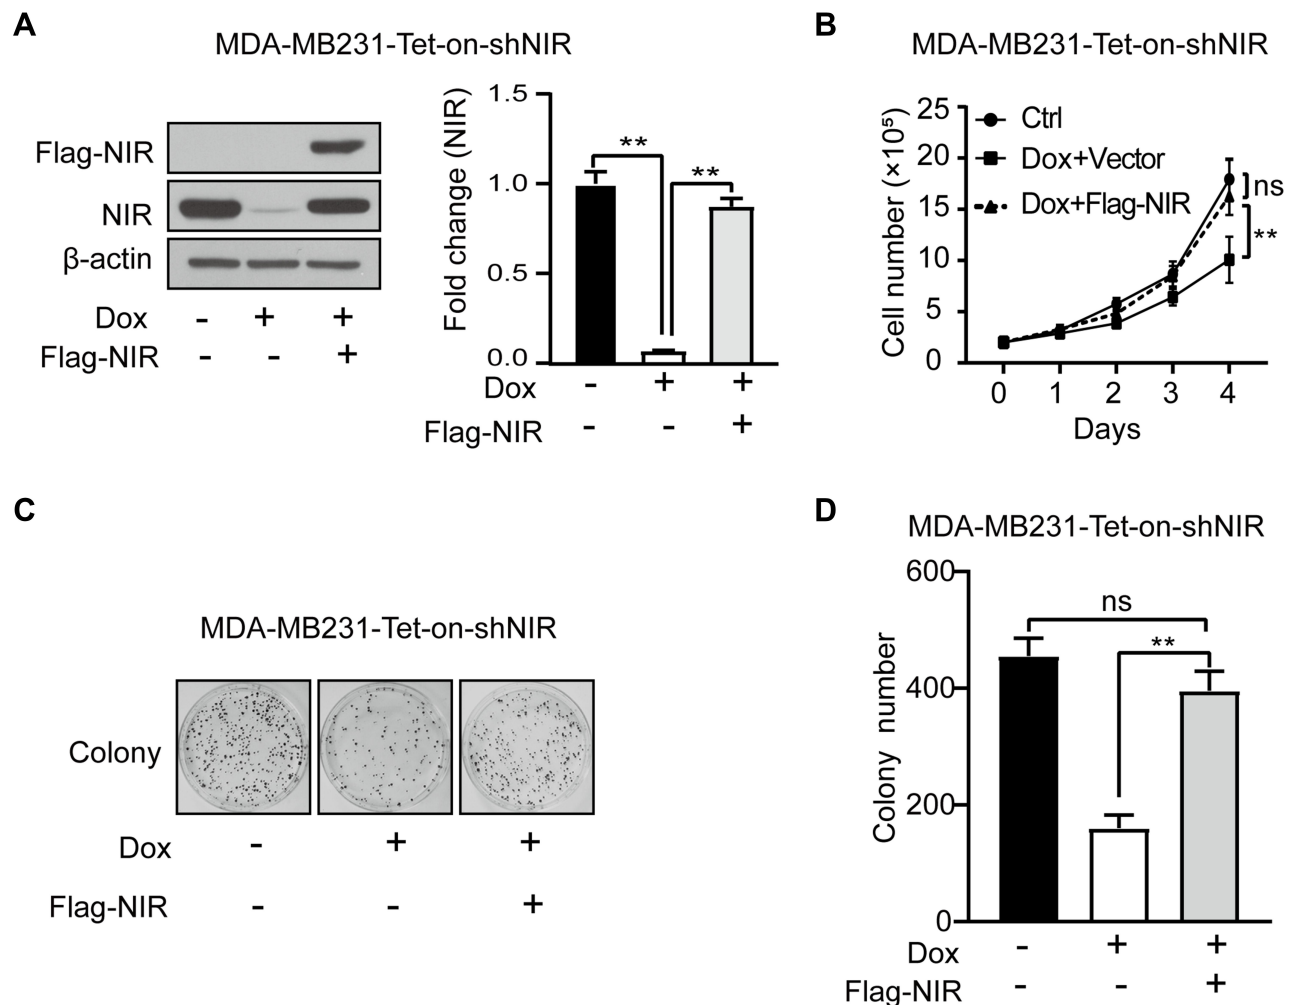 A
MDA-MB231-Tet-on-shNIR
Flag-NIR
NIR
β-actin
Dox - + +
Flag-NIR - - +
Fold change (NIR)
1.5
1.0
0.5
0.0
**
**
Dox - + +
Flag-NIR - - +
B
MDA-MB231-Tet-on-shNIR
Cell number (×10⁵)
25
20
15
10
5
0
Ctrl
Dox+Vector
Dox+Flag-NIR
ns
**
0 1 2 3 4
Days
C
MDA-MB231-Tet-on-shNIR
Colony
Dox - + +
Flag-NIR - - +
D
MDA-MB231-Tet-on-shNIR
Colony number
600
400
200
0
ns
**
Dox - + +
Flag-NIR - - +